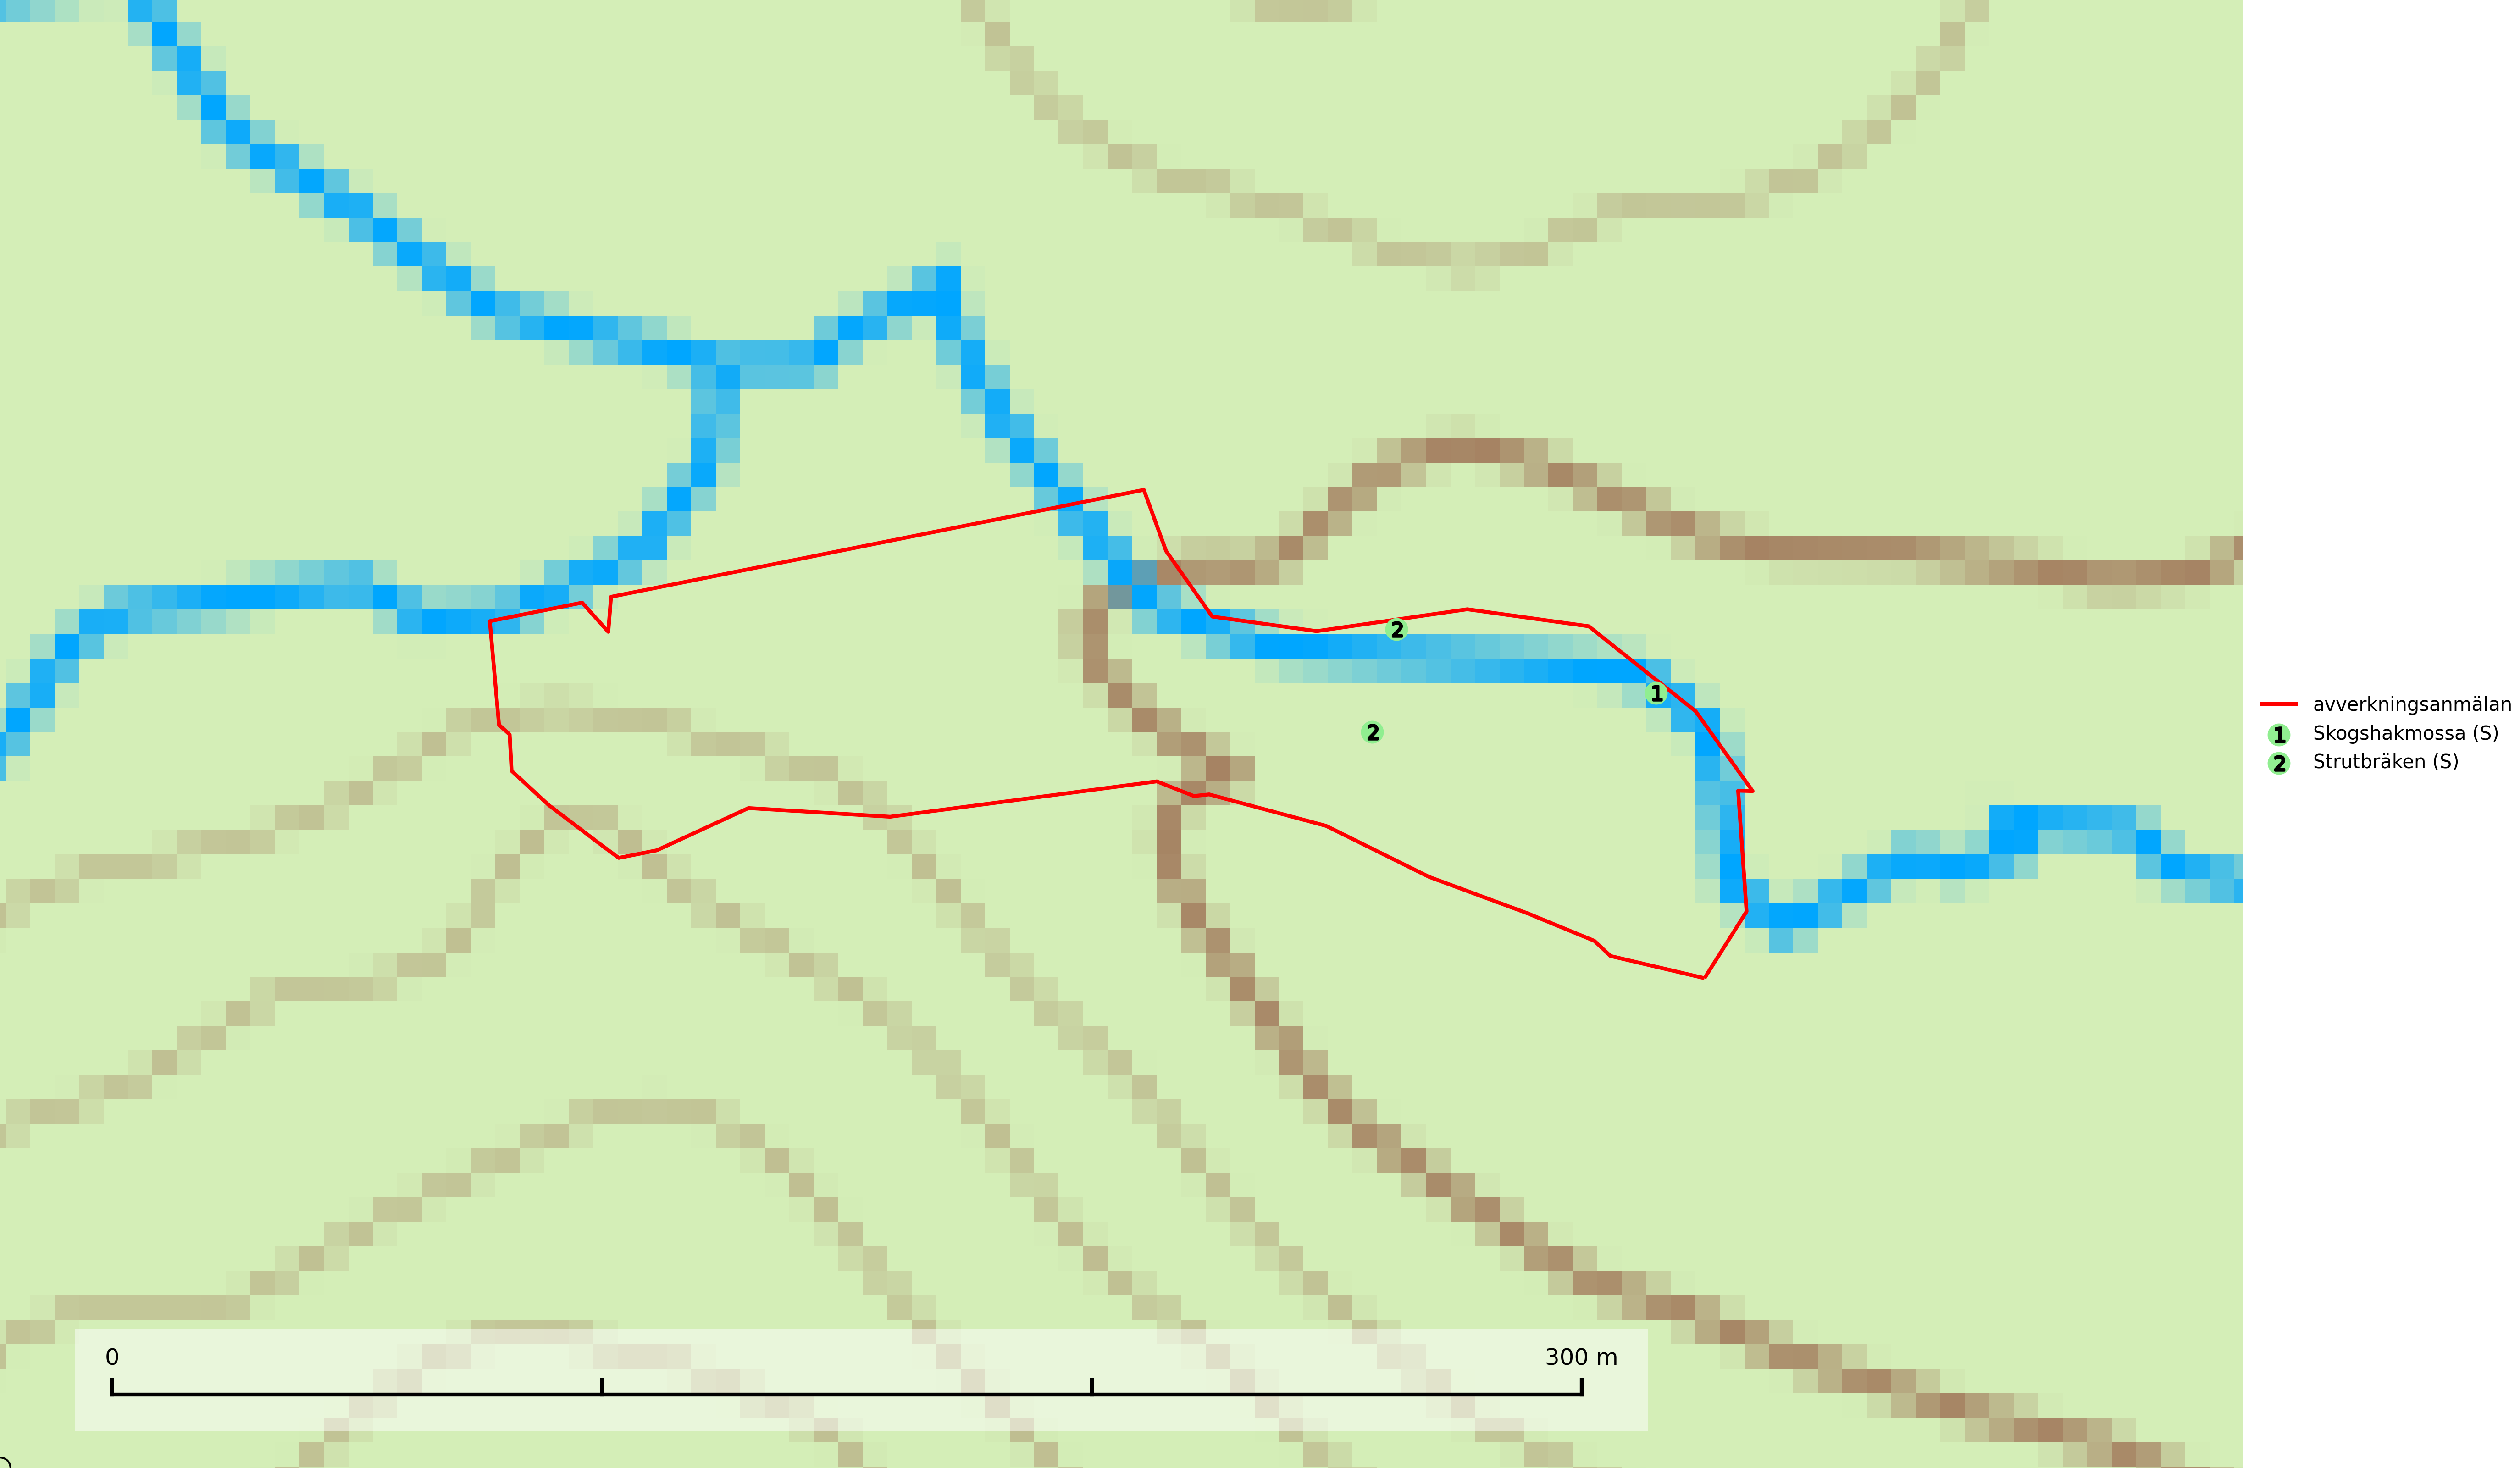 2
1
2
avverkningsanmälan
1 Skogshakmossa (S)
2 Strutbräken (S)
0 300 m